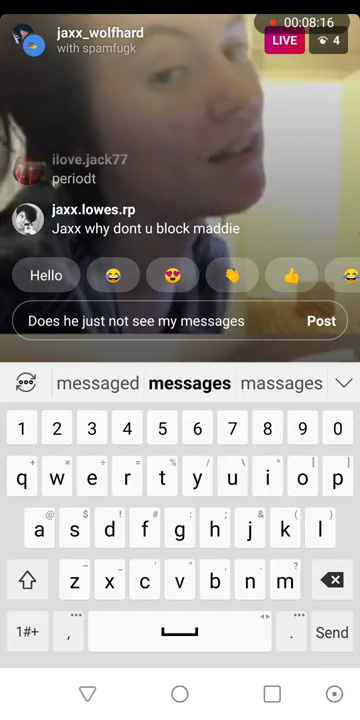 00:08:16
jaxx_wolfhard
with spamfugk
LIVE
4
ilove.jack77
periodt
jaxx.lowes.rp
Jaxx why dont u block maddie
Hello
Does he just not see my messages
Post
messaged messages massages
1 2 3 4 5 6 7 8 9 0
+ × ÷ = % / \ < > [ ]
q w e r t y u i o p
@ $ ! ^ : ; & ( )
a s d f g h j k l
z x c v b n m
1#+ , . Send